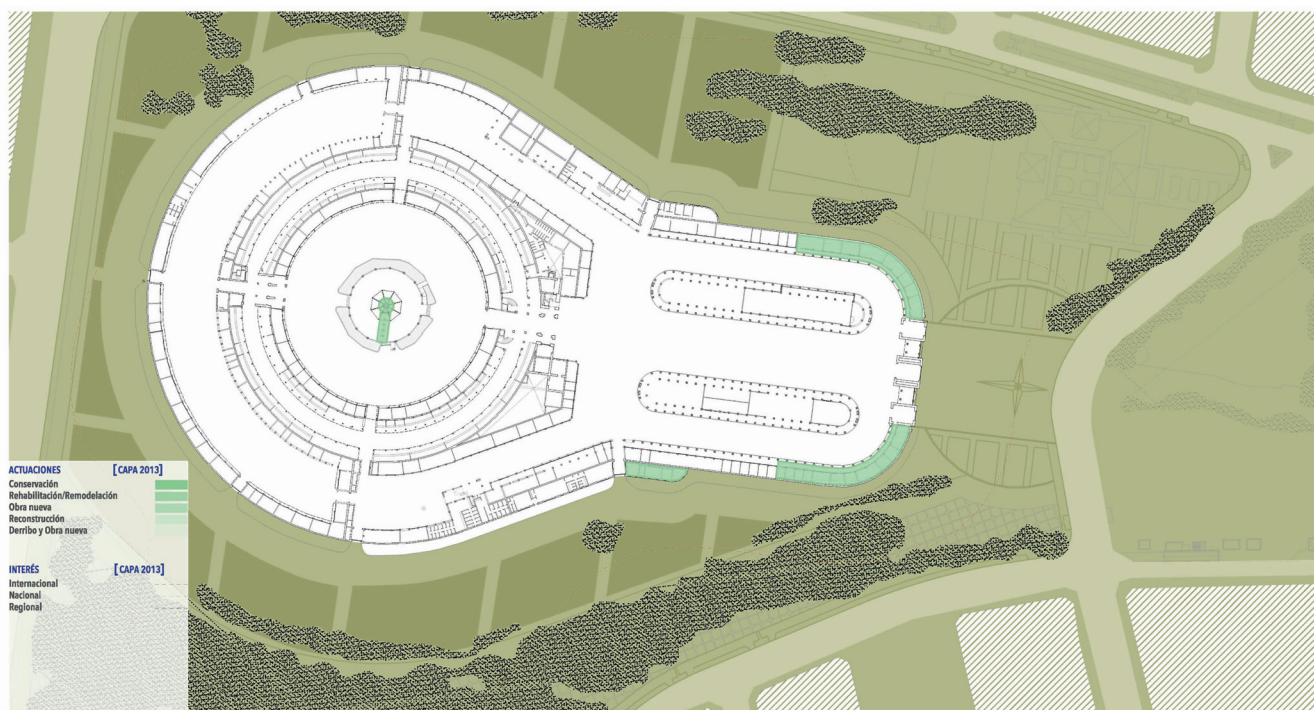 ACTUACIONES [CAPA 2013]
Conservación
Rehabilitación/Remodelación
Obra nueva
Reconstrucción
Derribo y Obra nueva
INTERÉS [CAPA 2013]
Internacional
Nacional
Regional